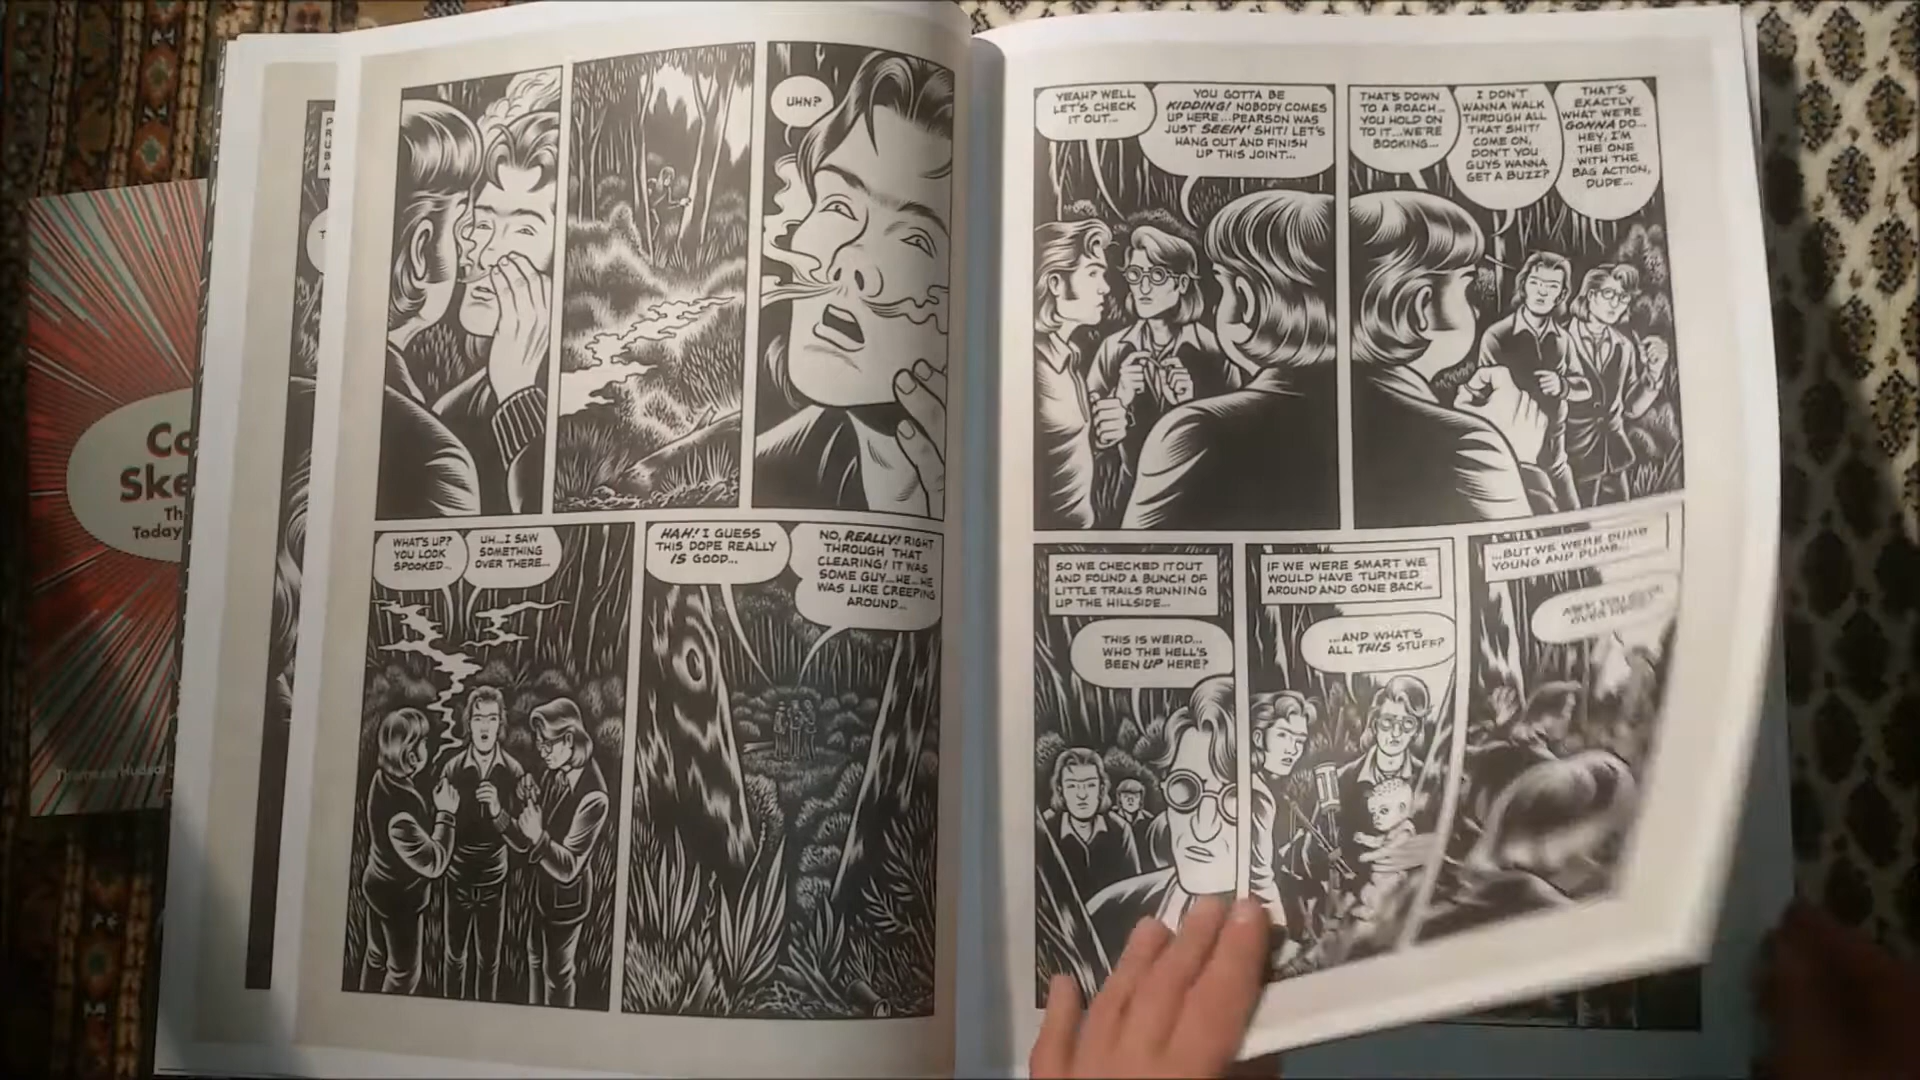 Co
Ske
Th
Today
Thames & Hudson
P
R
U
B
A
T
UHN?
WHAT'S UP?
YOU LOOK
SPOOKED...
UH...I SAW
SOMETHING
OVER THERE...
HAH! I GUESS
THIS DOPE REALLY
IS GOOD...
NO, REALLY! RIGHT
THROUGH THAT
CLEARING! IT WAS
SOME GUY...HE...HE
WAS LIKE CREEPING
AROUND...
YEAH? WELL
LET'S CHECK
IT OUT...
YOU GOTTA BE
KIDDING! NOBODY COMES
UP HERE...PEARSON WAS
JUST SEEIN' SHIT! LET'S
HANG OUT AND FINISH
UP THIS JOINT...
THAT'S DOWN
TO A ROACH...
YOU HOLD ON
TO IT...WE'RE
BOOKING...
I DON'T
WANNA WALK
THROUGH ALL
THAT SHIT!
COME ON,
DON'T YOU
GUYS WANNA
GET A BUZZ?
THAT'S
EXACTLY
WHAT WE'RE
GONNA DO...
HEY, I'M
THE ONE
WITH THE
BAG ACTION,
DUDE...
SO WE CHECKED IT OUT
AND FOUND A BUNCH OF
LITTLE TRAILS RUNNING
UP THE HILLSIDE...
THIS IS WEIRD...
WHO THE HELL'S
BEEN UP HERE?
IF WE WERE SMART WE
WOULD HAVE TURNED
AROUND AND GONE BACK...
...AND WHAT'S
ALL THIS STUFF?
...BUT WE WERE DUMB
YOUNG AND DUMB...
OVER